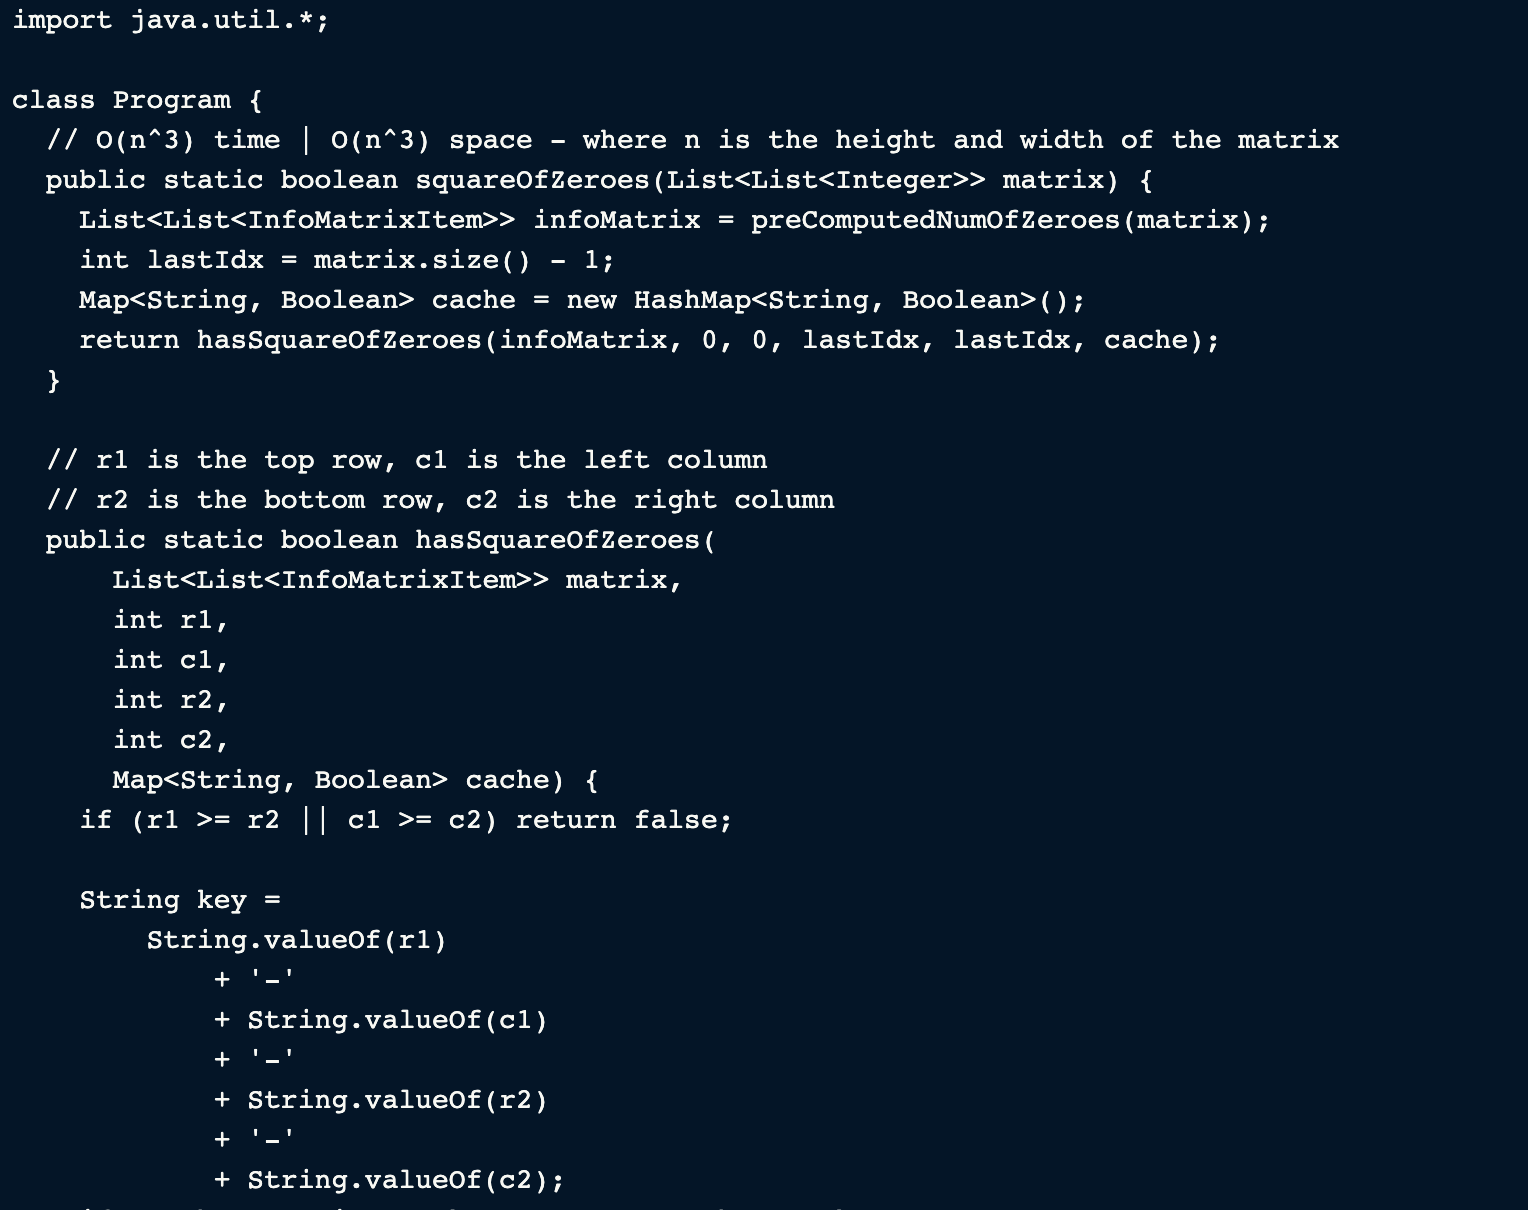 import java.util.*;
class Program {
// O(n^3) time | O(n^3) space - where n is the height and width of the matrix
public static boolean squareOfZeroes(List<List<Integer>> matrix) {
List<List<InfoMatrixItem>> infoMatrix = preComputedNumOfZeroes(matrix);
int lastIdx = matrix.size() - 1;
Map<String, Boolean> cache = new HashMap<String, Boolean>();
return hasSquareOfZeroes(infoMatrix, 0, 0, lastIdx, lastIdx, cache);
}
// r1 is the top row, c1 is the left column
// r2 is the bottom row, c2 is the right column
public static boolean hasSquareOfZeroes(
List<List<InfoMatrixItem>> matrix,
int r1,
int c1,
int r2,
int c2,
Map<String, Boolean> cache) {
if (r1 >= r2 || c1 >= c2) return false;
String key =
String.valueOf(r1)
+ '-'
+ String.valueOf(c1)
+ '-'
+ String.valueOf(r2)
+ '-'
+ String.valueOf(c2);